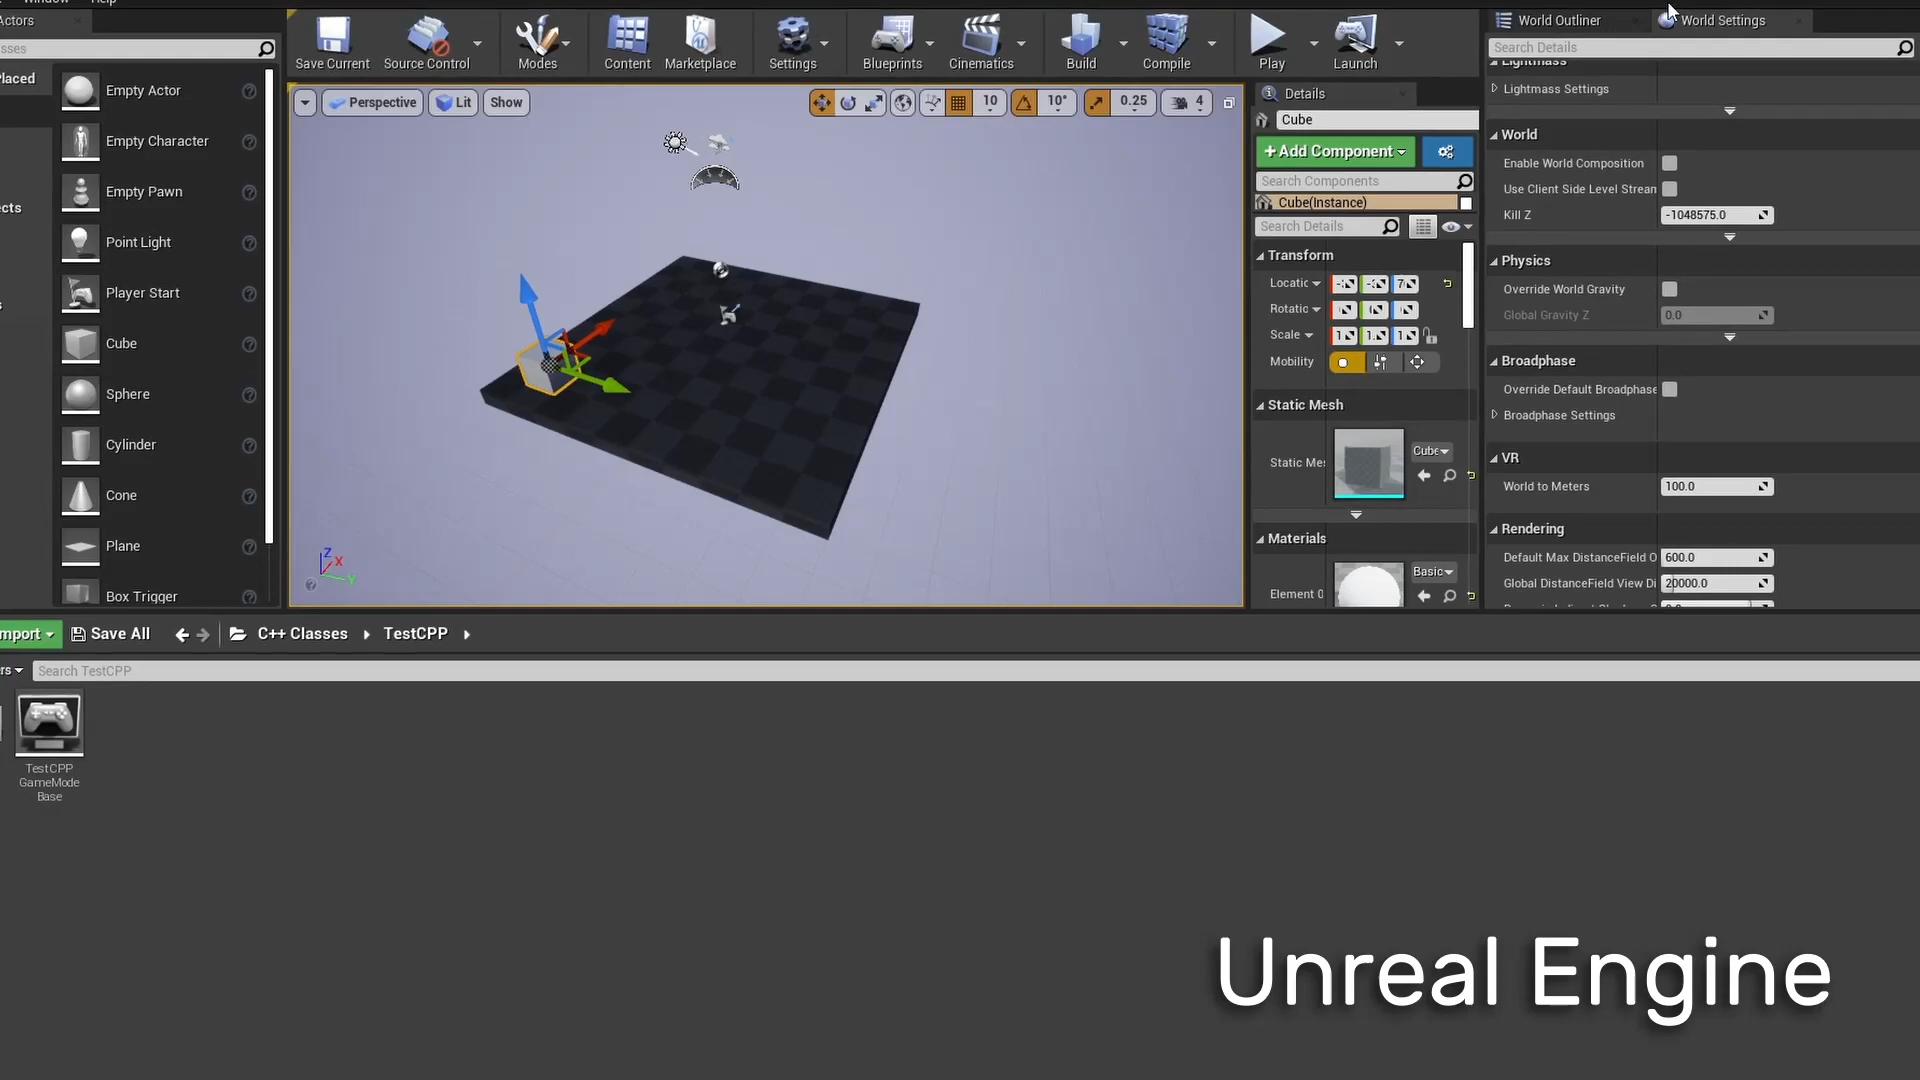 Window Help
Actors
sses
Placed
ects
s
Empty Actor
Empty Character
Empty Pawn
Point Light
Player Start
Cube
Sphere
Cylinder
Cone
Plane
Box Trigger
Save Current
Source Control
Modes
Content
Marketplace
Settings
Blueprints
Cinematics
Build
Compile
Play
Launch
Perspective
Lit
Show
10
10°
0.25
4
Z
X
Y
Details
Cube
+Add Component
Search Components
Cube(Instance)
Search Details
Transform
Locatic
Rotatic
Scale
Mobility
Static Mesh
Static Mes
Cube
Materials
Element 0
Basic
World Outliner
World Settings
Search Details
Lightmass
Lightmass Settings
World
Enable World Composition
Use Client Side Level Stream
Kill Z
-1048575.0
Physics
Override World Gravity
Global Gravity Z
0.0
Broadphase
Override Default Broadphase
Broadphase Settings
VR
World to Meters
100.0
Rendering
Default Max DistanceField O
600.0
Global DistanceField View Di
20000.0
mport
Save All
C++ Classes
TestCPP
ers
Search TestCPP
TestCPP
GameMode
Base
Unreal Engine